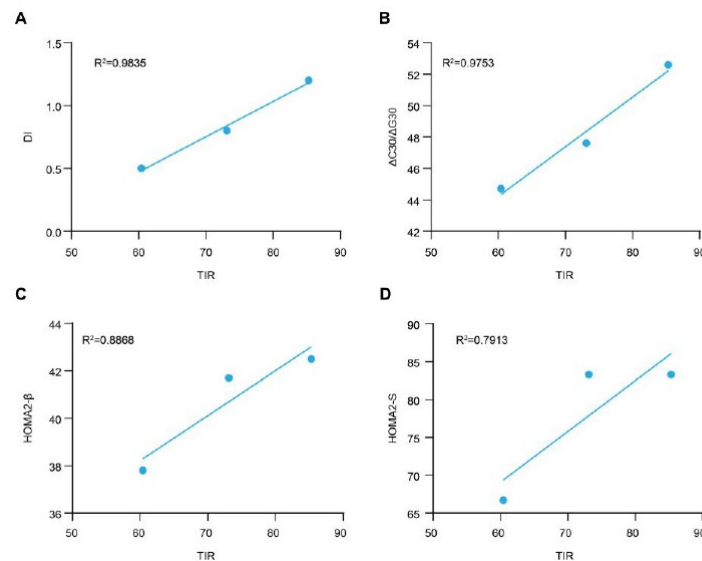 A
R²=0.9835
1.5
1.0
0.5
0.0
DI
50 60 70 80 90
TIR
B
R²=0.9753
54
52
50
48
46
44
42
ΔC30/ΔG30
50 60 70 80 90
TIR
C
R²=0.8868
44
42
40
38
36
HOMA2-β
50 60 70 80 90
TIR
D
R²=0.7913
90
85
80
75
70
65
HOMA2-S
50 60 70 80 90
TIR